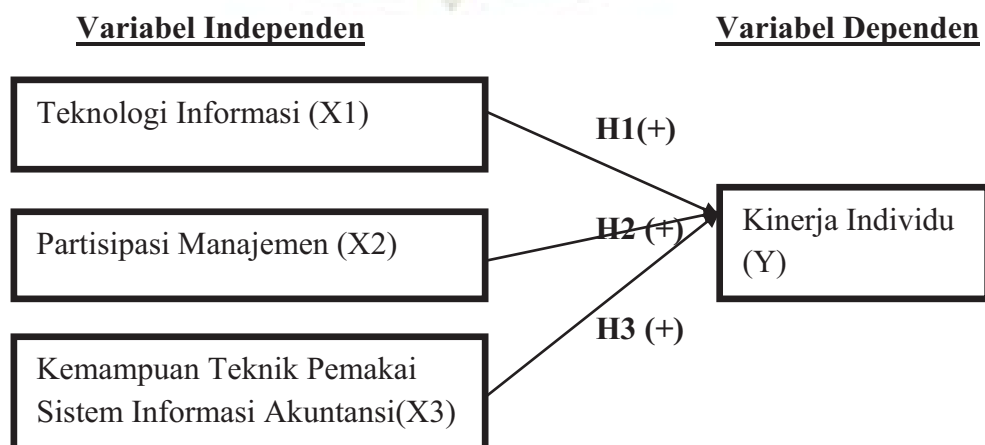 Variabel Independen
Variabel Dependen
Teknologi Informasi (X1)
H1(+)
Partisipasi Manajemen (X2)
H2 (+)
Kinerja Individu
(Y)
H3 (+)
Kemampuan Teknik Pemakai
Sistem Informasi Akuntansi(X3)